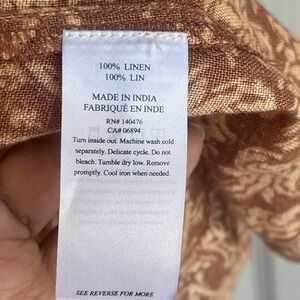 100% LINEN
100% LIN
MADE IN INDIA
FABRIQUÉ EN INDE
RN# 140476
CA# 06894
Turn inside out. Machine wash cold
separately. Delicate cycle. Do not
bleach. Tumble dry low. Remove
promptly. Cool iron when needed.
SEE REVERSE FOR MORE